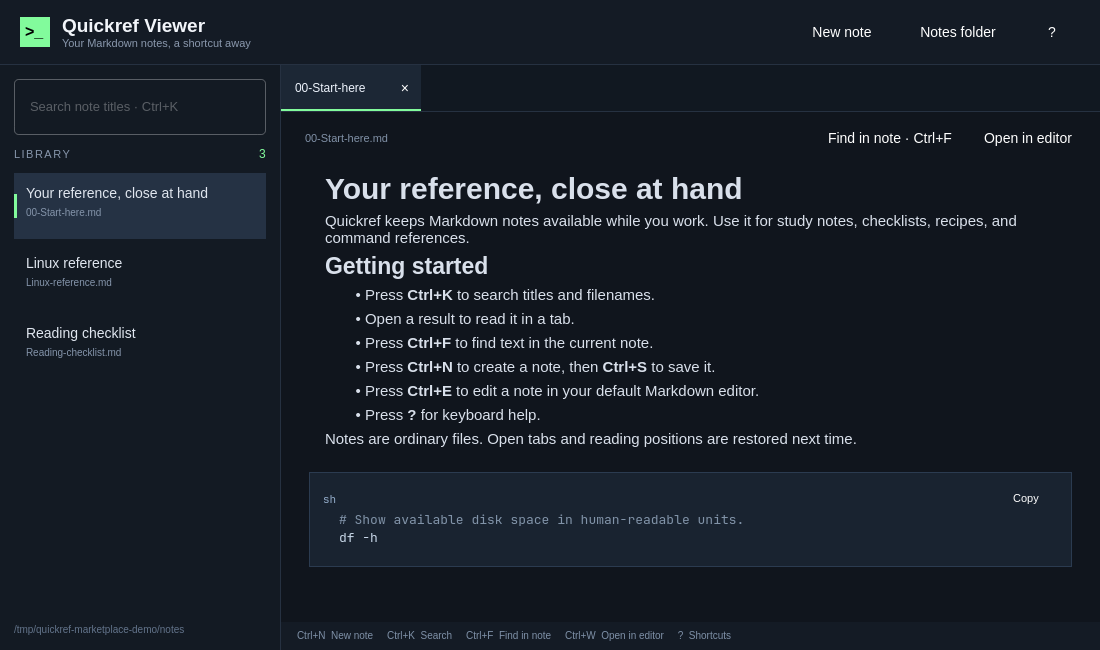 >_
Quickref Viewer
Your Markdown notes, a shortcut away
New note
Notes folder
?
Search note titles · Ctrl+K
LIBRARY 3
Your reference, close at hand
00-Start-here.md
Linux reference
Linux-reference.md
Reading checklist
Reading-checklist.md
/tmp/quickref-marketplace-demo/notes
00-Start-here ×
00-Start-here.md
Find in note · Ctrl+F
Open in editor
Your reference, close at hand
Quickref keeps Markdown notes available while you work. Use it for study notes, checklists, recipes, and
command references.
Getting started
• Press Ctrl+K to search titles and filenames.
• Open a result to read it in a tab.
• Press Ctrl+F to find text in the current note.
• Press Ctrl+N to create a note, then Ctrl+S to save it.
• Press Ctrl+E to edit a note in your default Markdown editor.
• Press ? for keyboard help.
Notes are ordinary files. Open tabs and reading positions are restored next time.
sh
Copy
# Show available disk space in human-readable units.
df -h
Ctrl+N New note Ctrl+K Search Ctrl+F Find in note Ctrl+W Open in editor ? Shortcuts